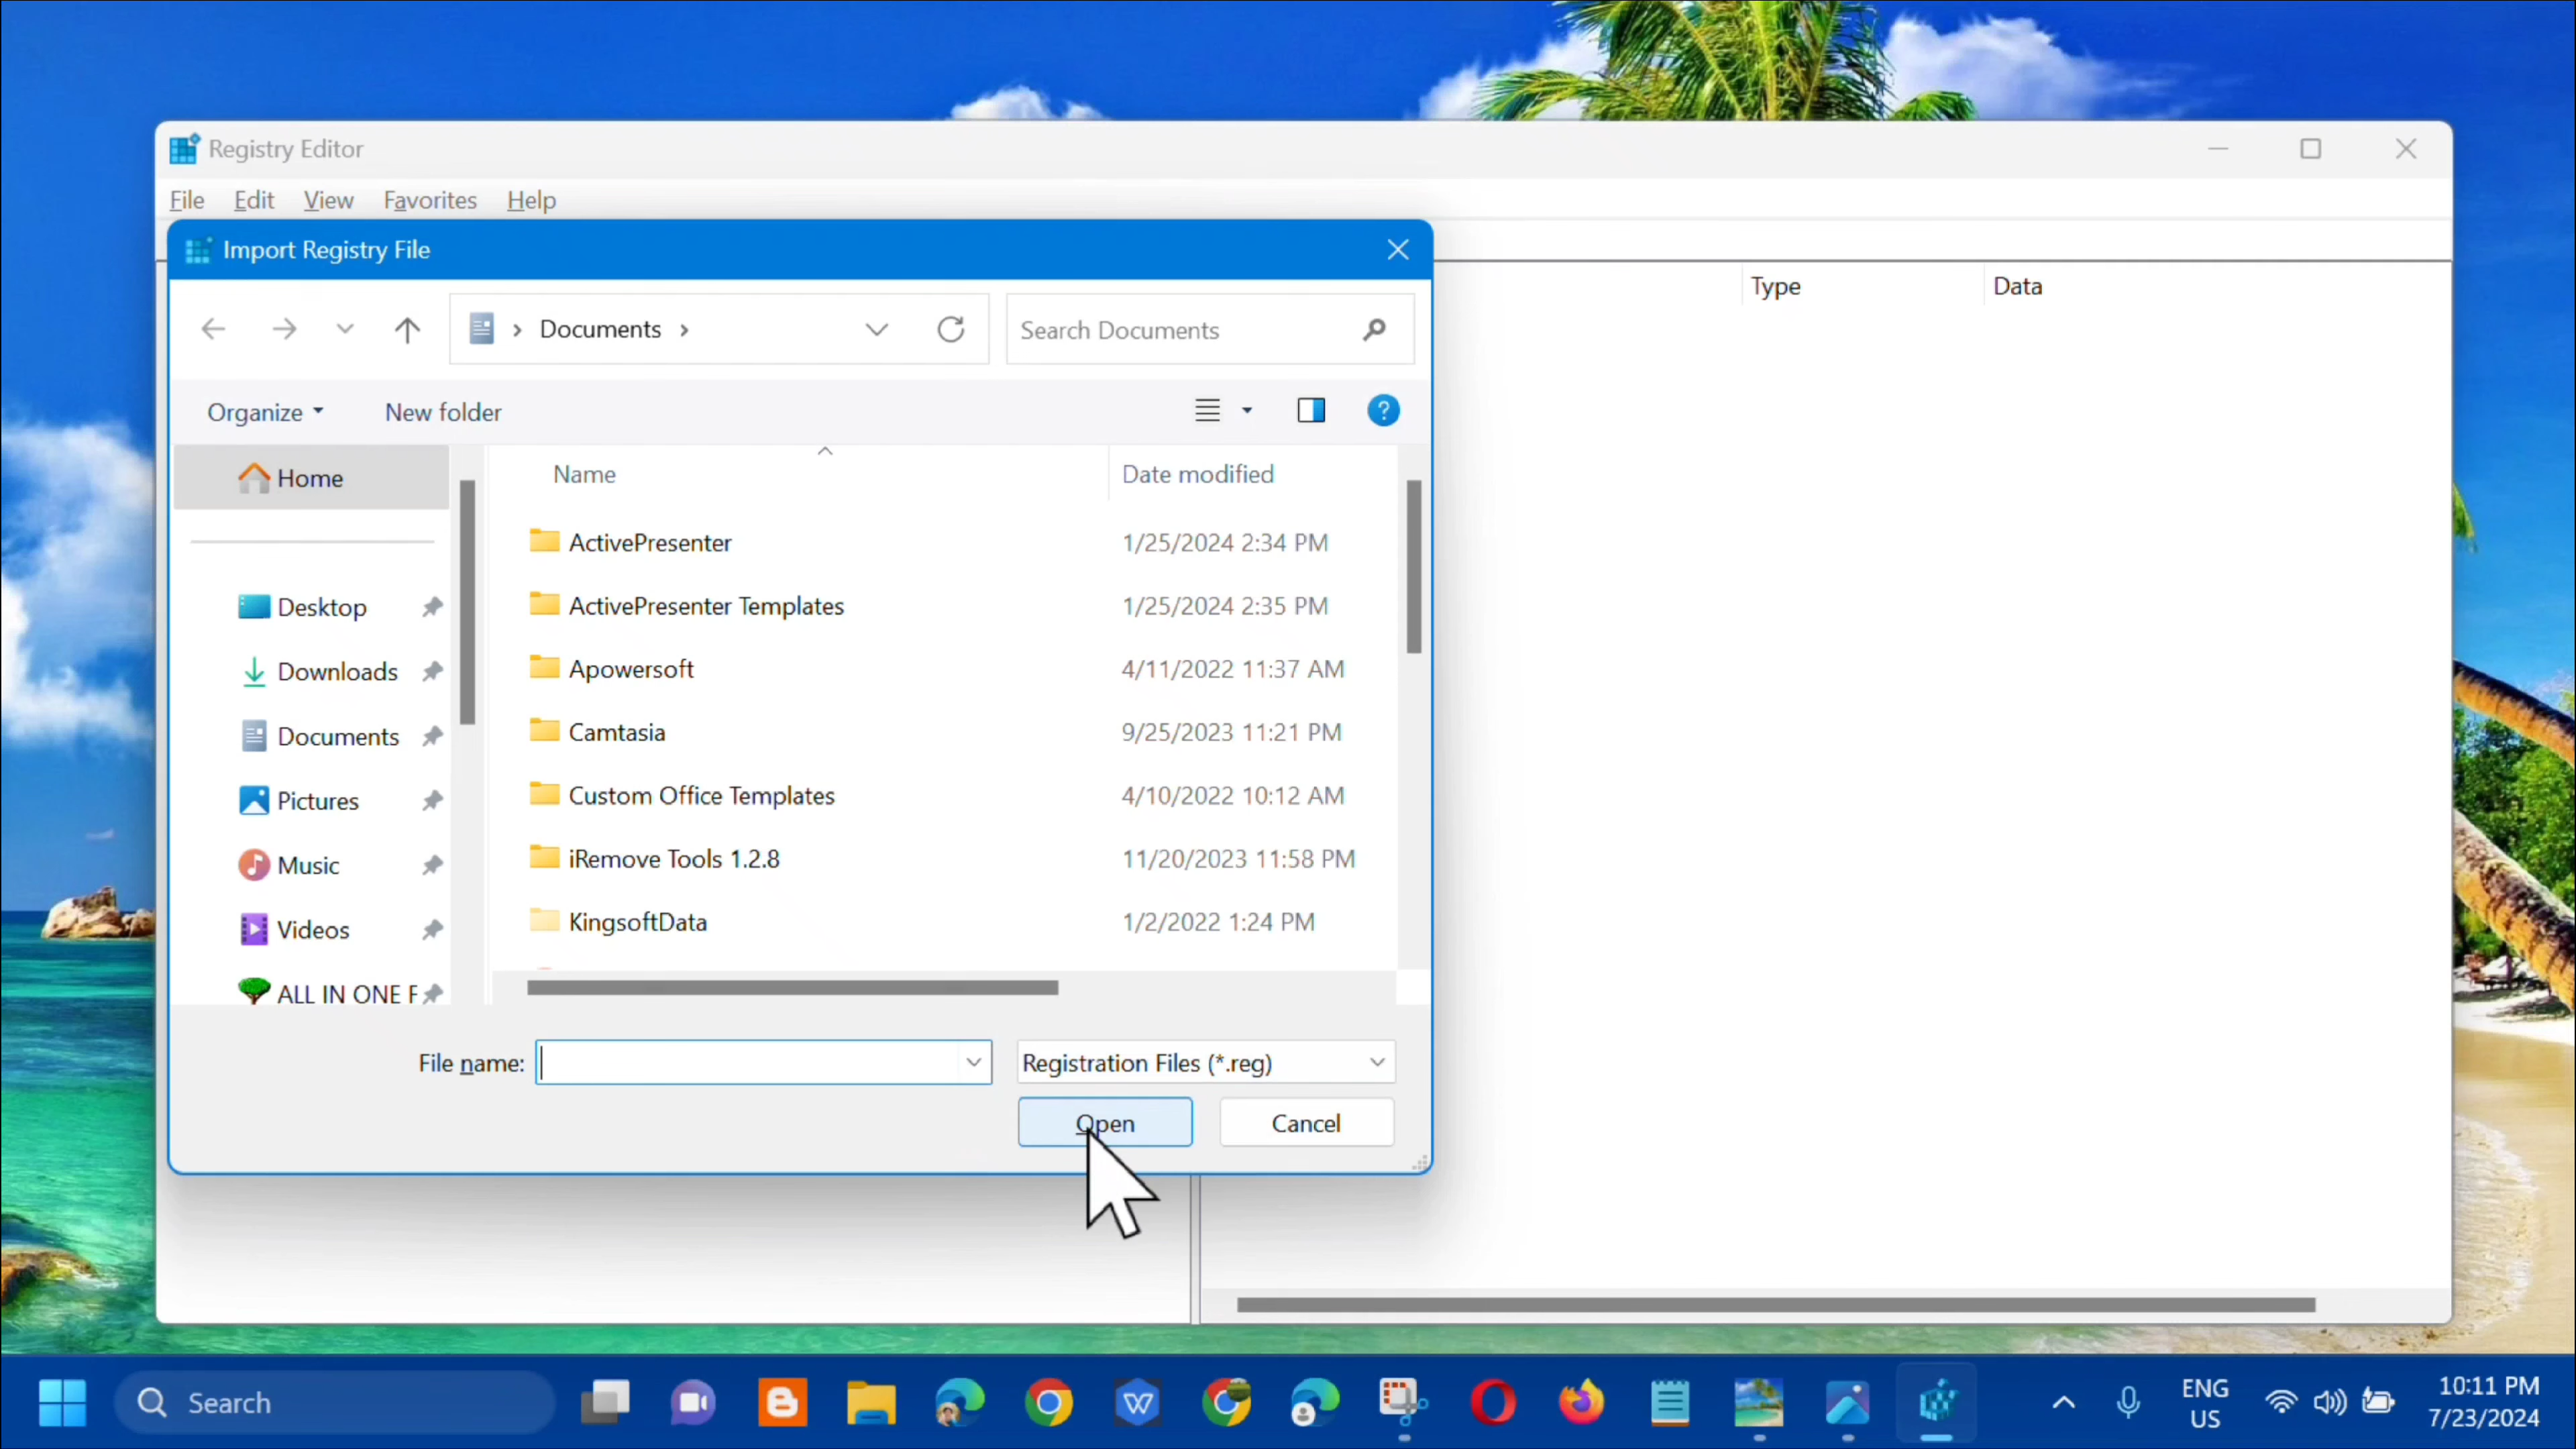 Registry Editor
File Edit View Favorites Help
Import Registry File
Documents
Search Documents
Type Data
Organize New folder
Name Date modified
Home
ActivePresenter 1/25/2024 2:34 PM
Desktop
ActivePresenter Templates 1/25/2024 2:35 PM
Downloads
Apowersoft 4/11/2022 11:37 AM
Documents
Camtasia 9/25/2023 11:21 PM
Pictures
Custom Office Templates 4/10/2022 10:12 AM
Music
iRemove Tools 1.2.8 11/20/2023 11:58 PM
Videos
KingsoftData 1/2/2022 1:24 PM
ALL IN ONE F
File name: Registration Files (*.reg)
Open Cancel
Search
ENG
US
10:11 PM
7/23/2024